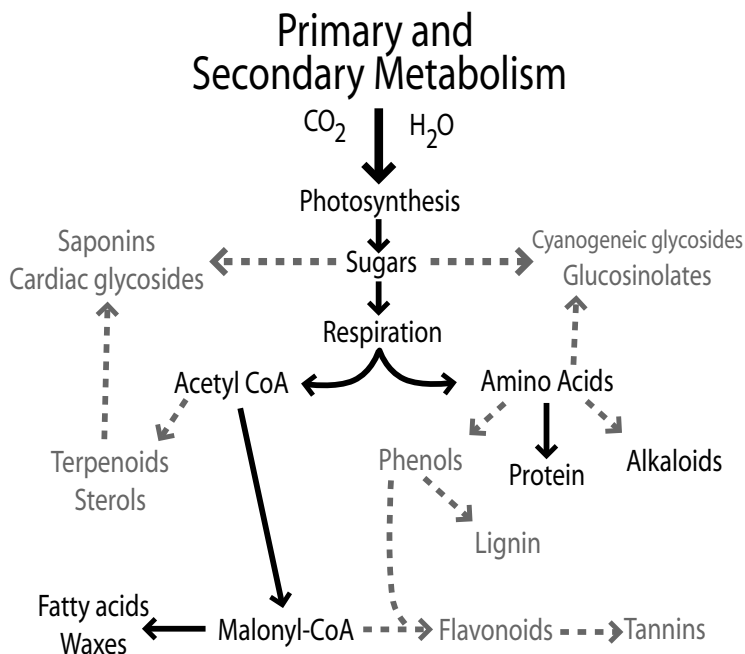 Primary and
Secondary Metabolism
CO2 H2O
Photosynthesis
Saponins
Cardiac glycosides
Sugars
Cyanogeneic glycosides
Glucosinolates
Respiration
Acetyl CoA
Amino Acids
Terpenoids
Sterols
Phenols
Protein
Alkaloids
Lignin
Fatty acids
Waxes
Malonyl-CoA
Flavonoids
Tannins